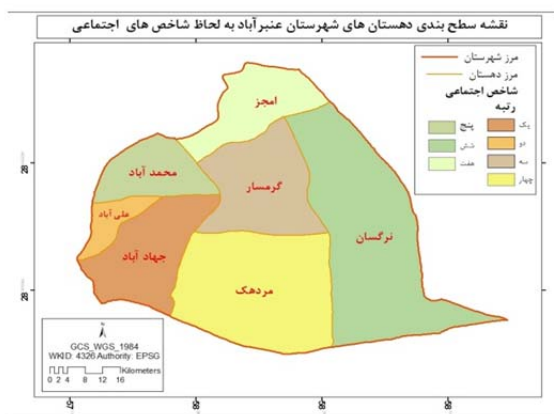 نقشه سطح بندی دهستان های شهرستان عنبرآباد به لحاظ شاخص های اجتماعی
مرز شهرستان
مرز دهستان
شاخص اجتماعی
رتبه
یک
پنج
دو
شش
سه
هفت
چهار
امجز
محمد آباد
گرمسار
علی آباد
جهاد آباد
نرگسان
مردهک
GCS_WGS_1984
WKID: 4326 Authority: EPSG
Kilometers
0 2 4 8 12 16